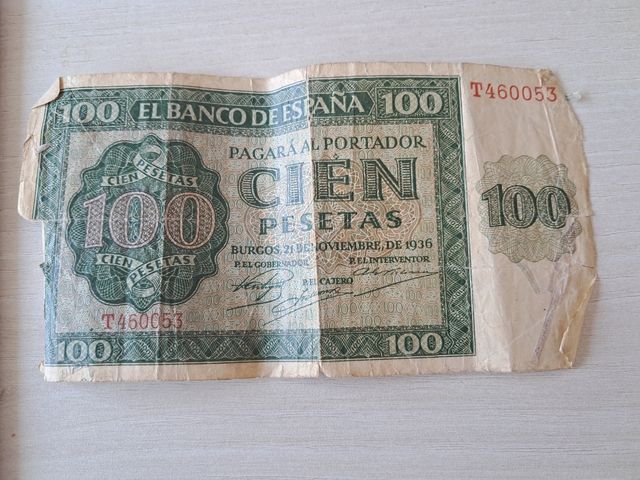 100 EL BANCO DE ESPAÑA 100
T460053
PAGARÁ AL PORTADOR
CIEN
PESETAS
BURGOS, 21 DE NOVIEMBRE, DE 1936
P. EL GOBERNADOR P. EL INTERVENTOR
P. EL CAJERO
CIEN PESETAS
100
CIEN PESETAS
T460053
100
100
100